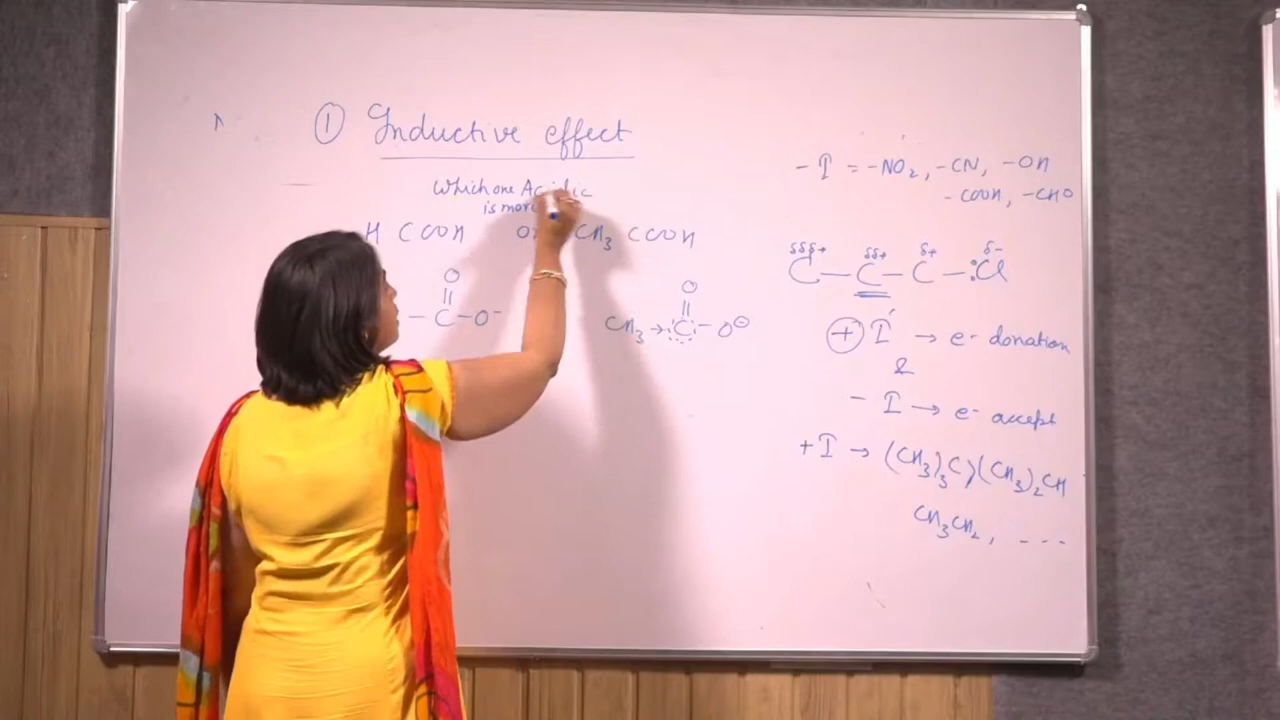 ① Inductive effect
Which one Acidic
is more
H COOH or CH₃ COOH
O
||
– C – O⁻
O
||
CH₃ → C – O⊖
– I = –NO₂, –CN, –OH
– COOH, –CHO
δδδ+ δδ+ δ+ δ-
C – C – C – :Cl
⊕ I → e⁻ donation
&
– I → e⁻ accept
+ I → (CH₃)₃C, (CH₃)₂CH
CH₃CH₂, - - -